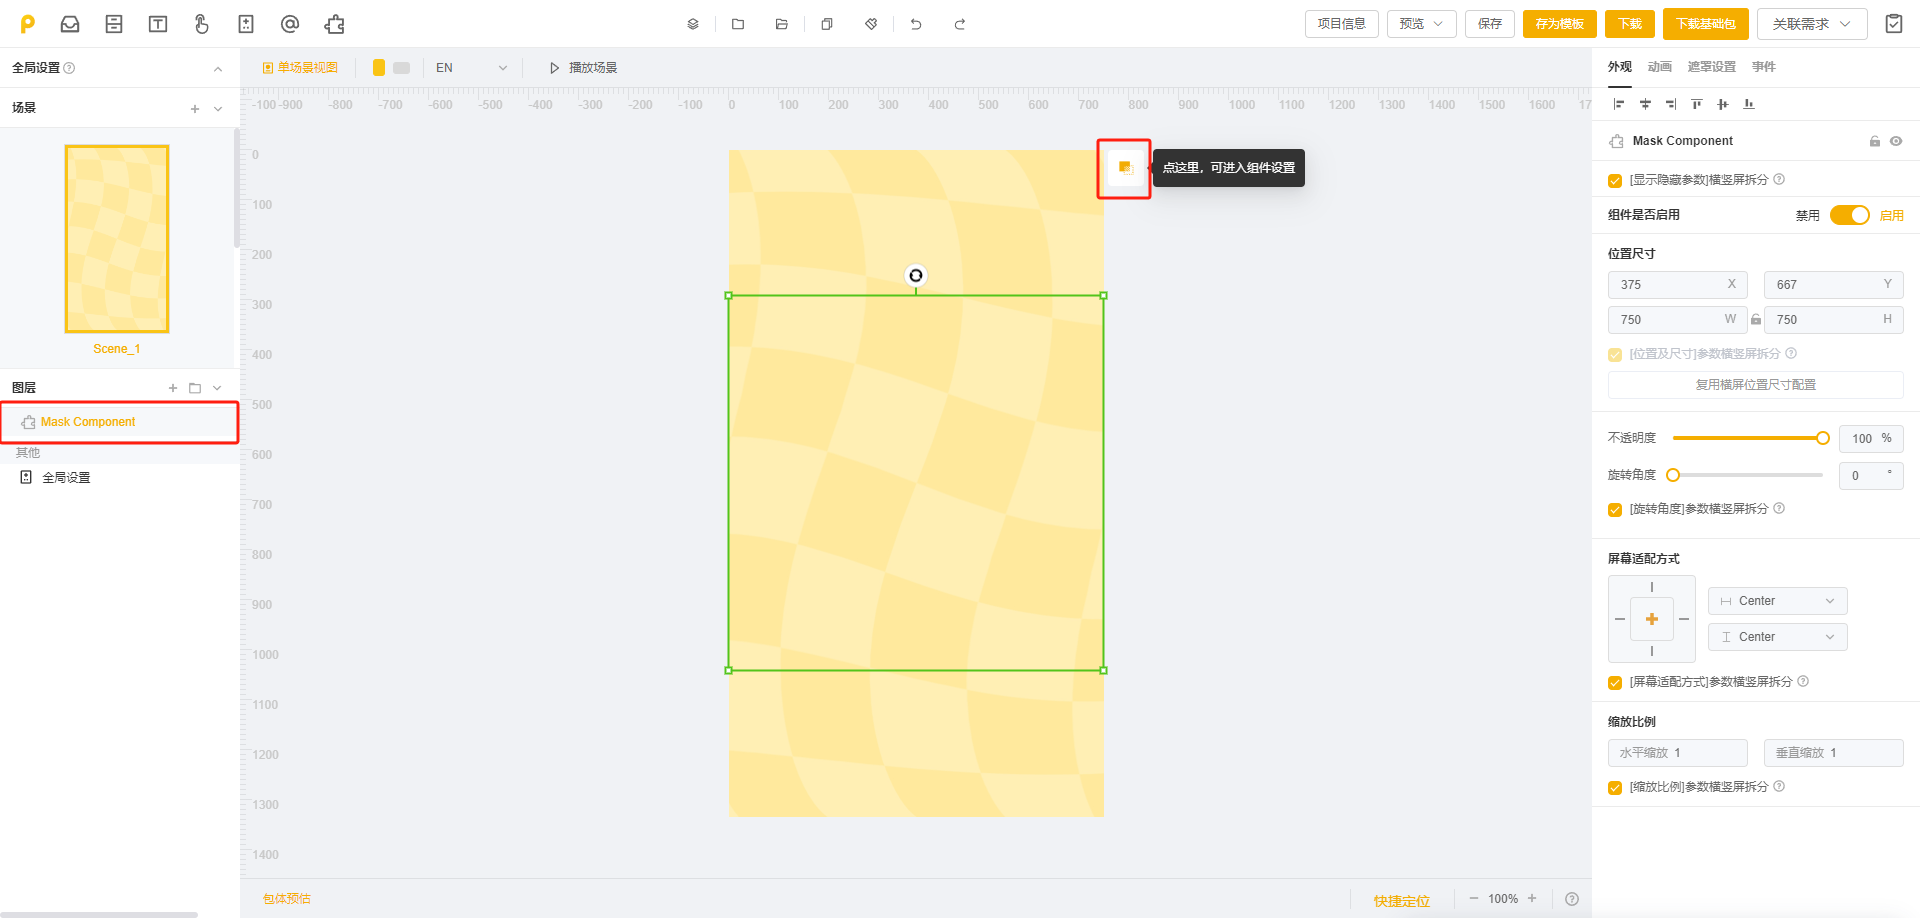 项目信息
预览
保存
存为模板
下载
下载基础包
关联需求
全局设置
单场景视图
EN
播放场景
外观 动画 遮罩设置 事件
场景
-100 -900 -800 -700 -600 -500 -400 -300 -200 -100 0 100 200 300 400 500 600 700 800 900 1000 1100 1200 1300 1400 1500 1600 17
Mask Component
0
点这里，可进入组件设置
[显示隐藏参数]横竖屏拆分
100
组件是否启用 禁用 启用
200
位置尺寸
375 X 667 Y
300
750 W 750 H
Scene_1
400
[位置及尺寸]参数横竖屏拆分
图层
复用横屏位置尺寸配置
500
Mask Component
不透明度 100 %
600
其他
全局设置
旋转角度 0 °
700
[旋转角度]参数横竖屏拆分
800
屏幕适配方式
900
Center
Center
1000
[屏幕适配方式]参数横竖屏拆分
1100
缩放比例
1200
水平缩放 1 垂直缩放 1
[缩放比例]参数横竖屏拆分
1300
1400
包体预估
快捷定位
100%